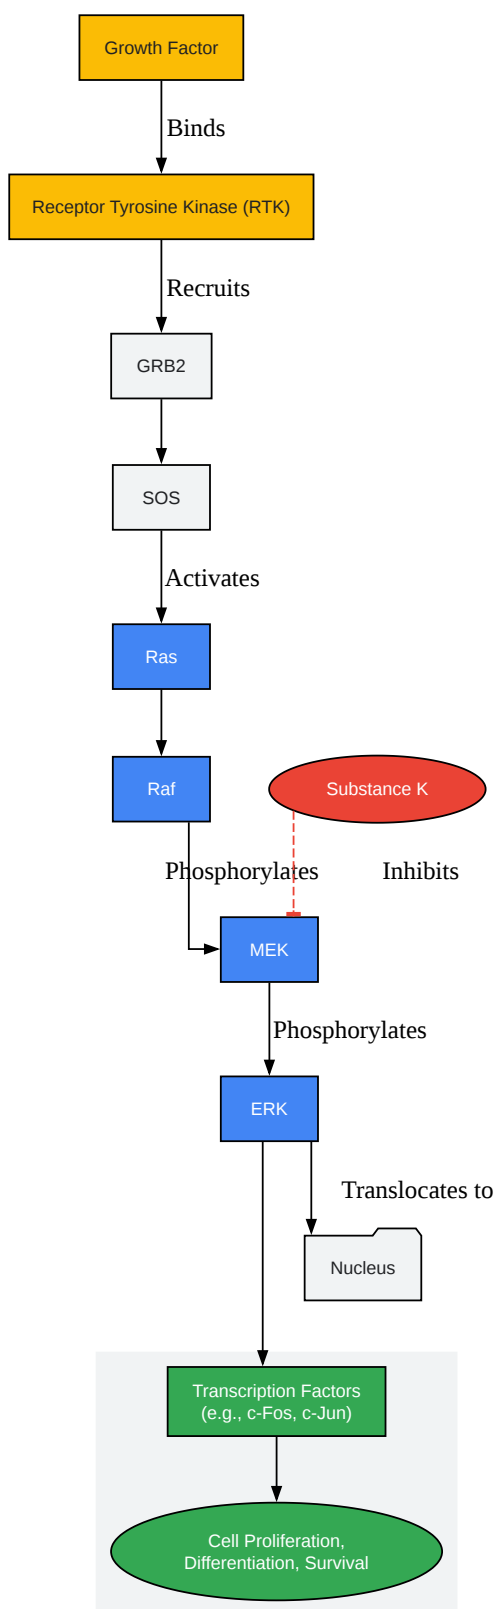 Growth Factor
Binds
Receptor Tyrosine Kinase (RTK)
Recruits
GRB2
SOS
Activates
Ras
Raf
Substance K
Phosphorylates
Inhibits
MEK
Phosphorylates
ERK
Translocates to
Nucleus
Transcription Factors
(e.g., c-Fos, c-Jun)
Cell Proliferation,
Differentiation, Survival